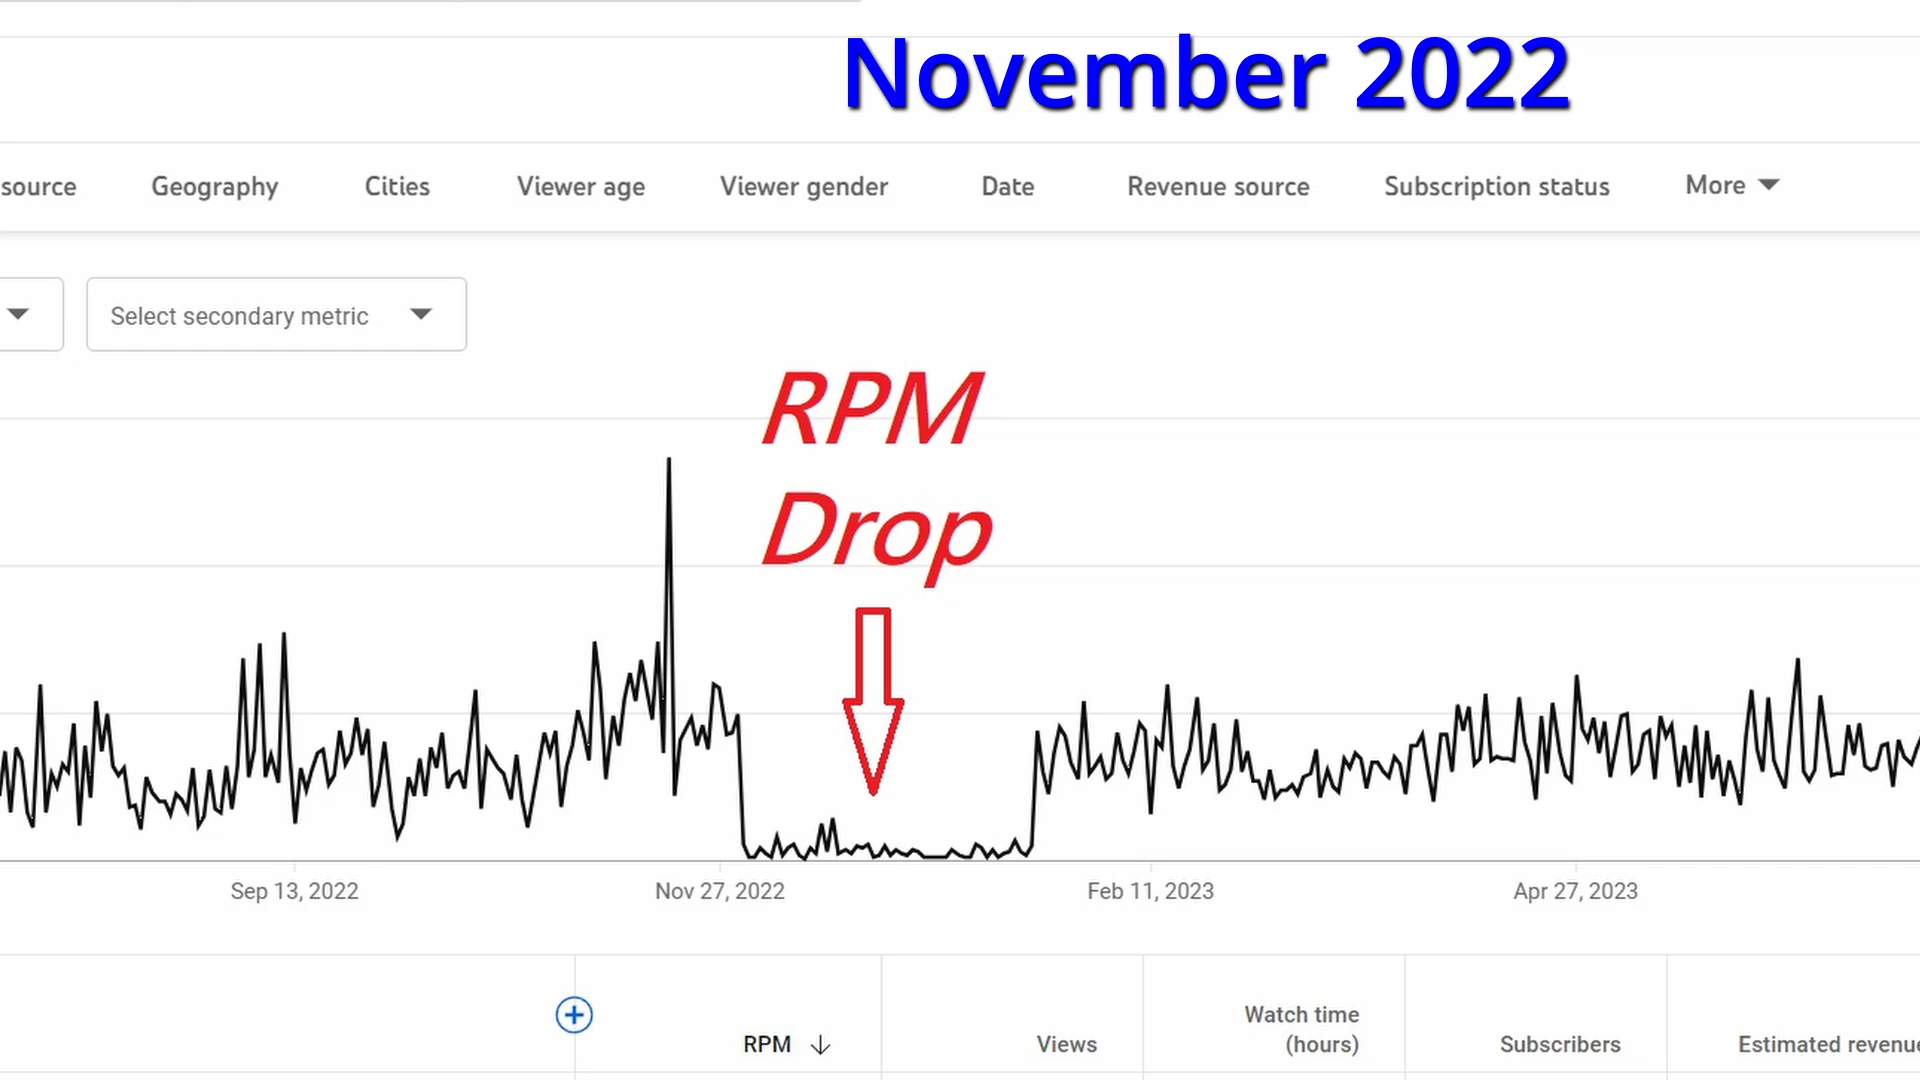 November 2022
source Geography Cities Viewer age Viewer gender Date Revenue source Subscription status More
Select secondary metric
RPM
Drop
Sep 13, 2022 Nov 27, 2022 Feb 11, 2023 Apr 27, 2023
RPM Views Watch time (hours) Subscribers Estimated revenue